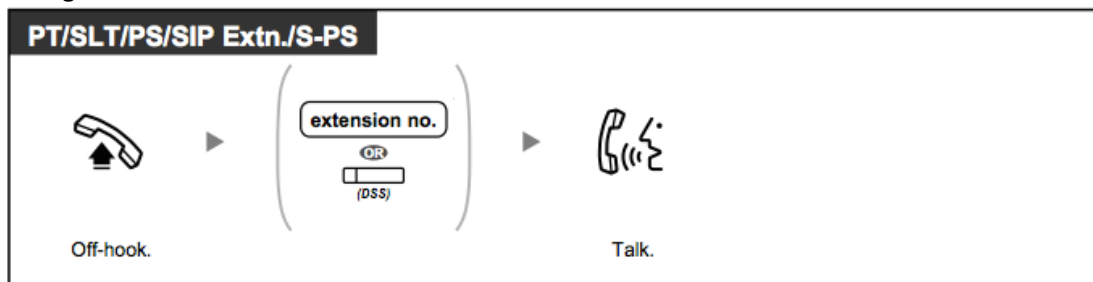 PT/SLT/PS/SIP Extn./S-PS
extension no.
OR
(DSS)
Off-hook.
Talk.